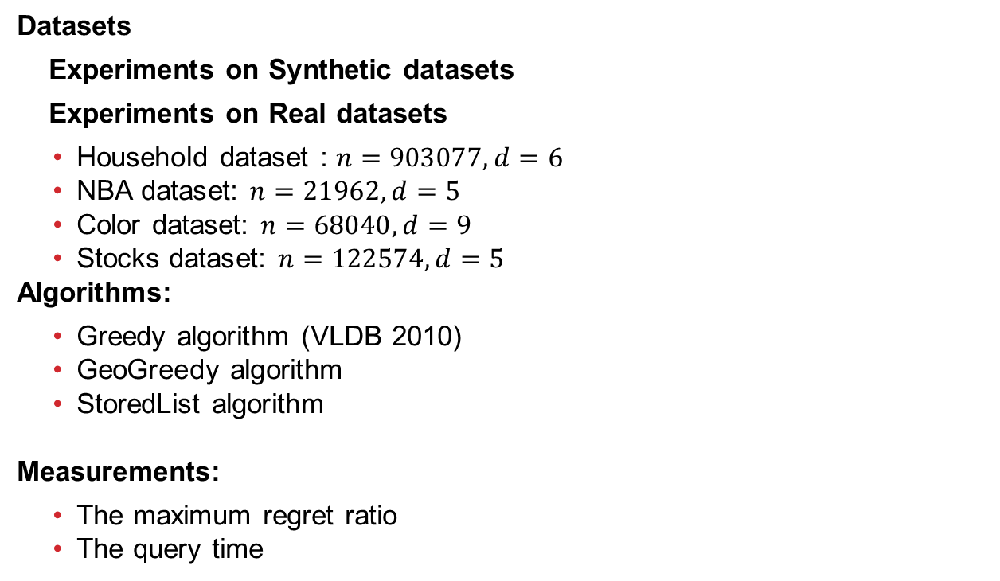 Datasets
Experiments on Synthetic datasets
Experiments on Real datasets
• Household dataset : n = 903077, d = 6
• NBA dataset: n = 21962, d = 5
• Color dataset: n = 68040, d = 9
• Stocks dataset: n = 122574, d = 5
Algorithms:
• Greedy algorithm (VLDB 2010)
• GeoGreedy algorithm
• StoredList algorithm
Measurements:
• The maximum regret ratio
• The query time